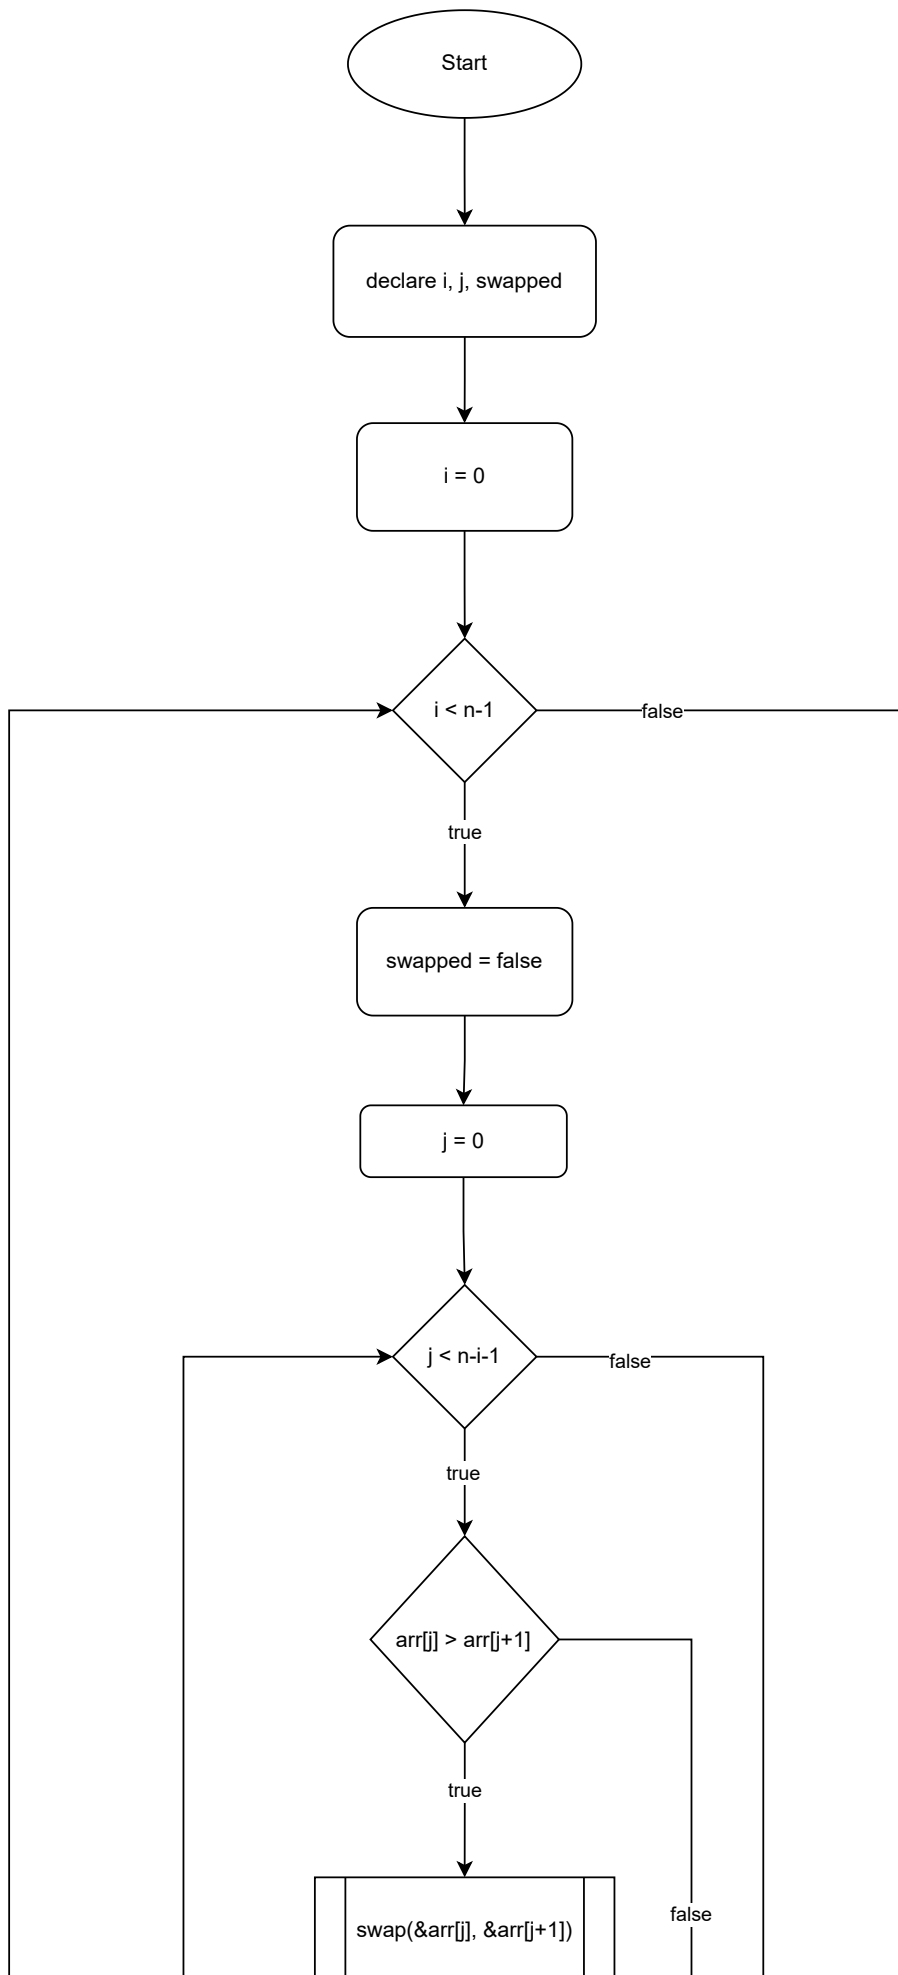 Start
declare i, j, swapped
i = 0
i < n-1
false
true
swapped = false
j = 0
j < n-i-1
false
true
arr[j] > arr[j+1]
true
false
swap(&arr[j], &arr[j+1])